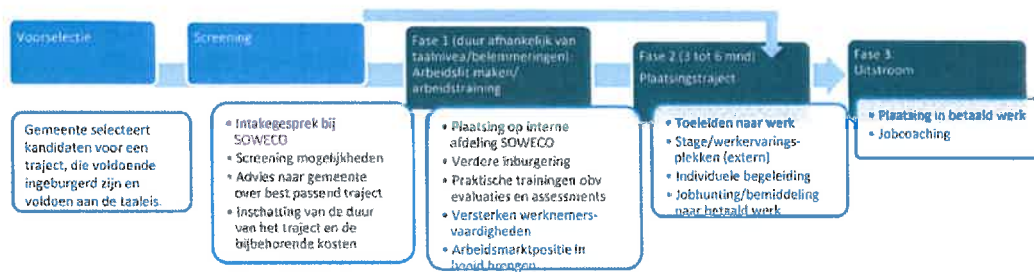 Voorselectie
Gemeente selecteert
kandidaten voor een
traject, die voldoende
ingeburgerd zijn en
voldoen aan de taaleis.
Screening
• Intakegesprek bij
SOWECO
• Screening mogelijkheden
• Advies naar gemeente
over best passend traject
• Inschatting van de duur
van het traject en de
bijbehorende kosten
Fase 1 (duur afhankelijk van
taalnivea/belemmeringen):
Arbeidsfit maken/
arbeidstraining
• Plaatsing op interne
afdeling SOWECO
• Verdere inburgering
• Praktische trainingen obv
evaluaties en assessments
• Versterken werknemers-
vaardigheden
• Arbeidsmarktpositie in
beeld brengen
Fase 2 (3 tot 6 mnd)
Plaatsingstraject
• Toeleiden naar werk
• Stage/werkervarings-
plekken (extern)
• Individuele begeleiding
• Jobhunting/bemiddeling
naar betaald werk
Fase 3
Uitstroom
• Plaatsing in betaald werk
• Jobcoaching